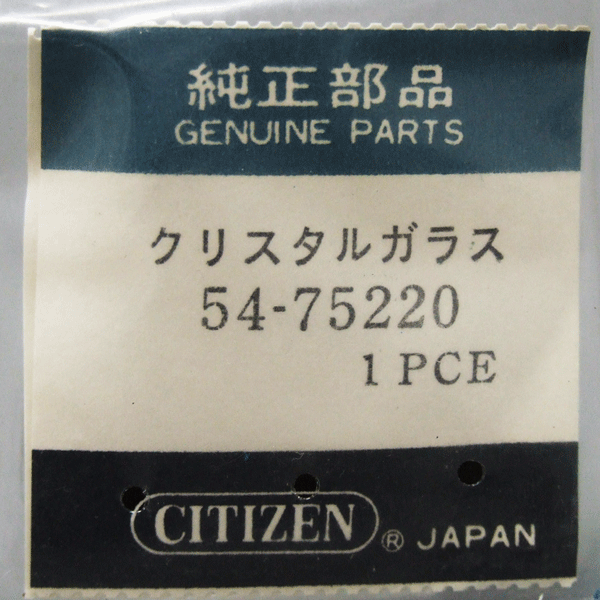 純正部品
GENUINE PARTS
クリスタルガラス
54-75220
1 PCE
CITIZEN ® JAPAN